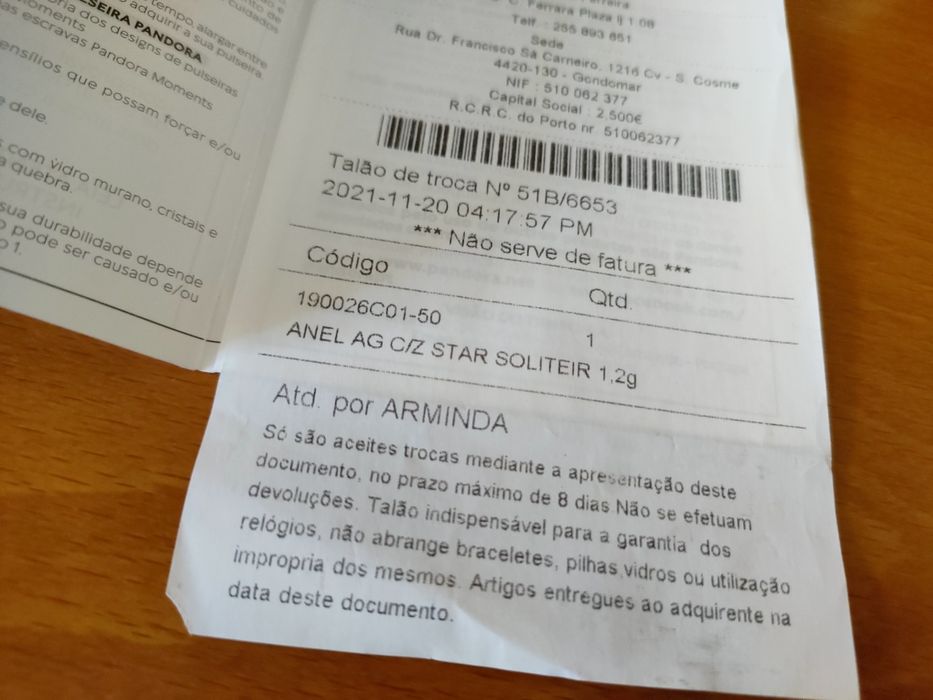 tempo, alargar entre
adquirir a sua pulseira.
PULSEIRA PANDORA
dos designs de pulseiras
escravas Pandora Moments
que possam forçar e/ou
dele.
com vidro murano, cristais e
quebra.
sua durabilidade depende
pode ser causado e/ou
1.
C. Ferrara Plaza lj 1.08
Telf : 255 893 851
Sede
Rua Dr. Francisco Sá Carneiro, 1216 Cv - S. Cosme
4420-130 - Gondomar
NIF : 510 062 377
Capital Social : 2.500€
R.C.R.C. do Porto nr. 510062377
Talão de troca Nº 51B/6653
2021-11-20 04:17:57 PM
*** Não serve de fatura ***
Código Qtd.
190026C01-50 1
ANEL AG C/Z STAR SOLITEIR 1,2g
Atd. por ARMINDA
Só são aceites trocas mediante a apresentação deste
documento, no prazo máximo de 8 dias.Não se efetuam
devoluções. Talão indispensável para a garantia dos
relógios, não abrange braceletes, pilhas,vidros ou utilização
impropria dos mesmos. Artigos entregues ao adquirente na
data deste documento.